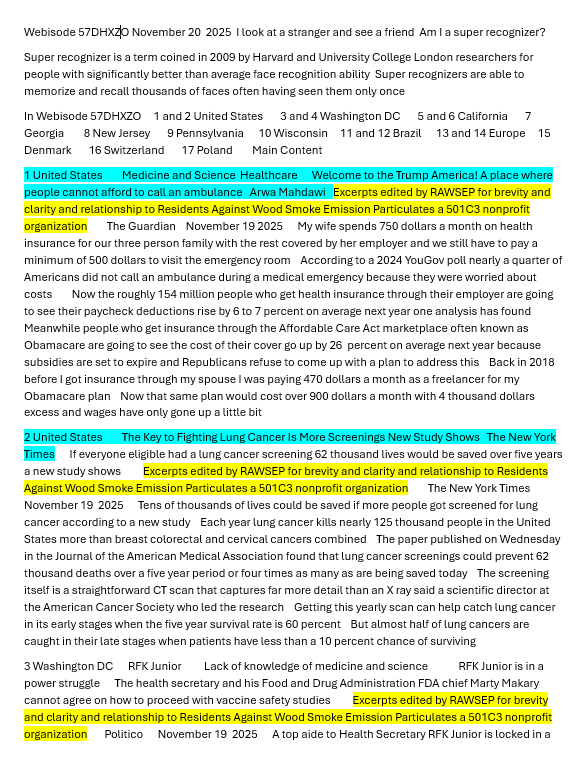 Webisode 57DHXZO November 20 2025 I look at a stranger and see a friend Am I a super recognizer?
Super recognizer is a term coined in 2009 by Harvard and University College London researchers for
people with significantly better than average face recognition ability Super recognizers are able to
memorize and recall thousands of faces often having seen them only once
In Webisode 57DHXZO 1 and 2 United States 3 and 4 Washington DC 5 and 6 California 7
Georgia 8 New Jersey 9 Pennsylvania 10 Wisconsin 11 and 12 Brazil 13 and 14 Europe 15
Denmark 16 Switzerland 17 Poland Main Content
1 United States Medicine and Science Healthcare Welcome to the Trump America! A place where
people cannot afford to call an ambulance Arwa Mahdawi Excerpts edited by RAWSEP for brevity and
clarity and relationship to Residents Against Wood Smoke Emission Particulates a 501C3 nonprofit
organization The Guardian November 19 2025 My wife spends 750 dollars a month on health
insurance for our three person family with the rest covered by her employer and we still have to pay a
minimum of 500 dollars to visit the emergency room According to a 2024 YouGov poll nearly a quarter of
Americans did not call an ambulance during a medical emergency because they were worried about
costs Now the roughly 154 million people who get health insurance through their employer are going
to see their paycheck deductions rise by 6 to 7 percent on average next year one analysis has found
Meanwhile people who get insurance through the Affordable Care Act marketplace often known as
Obamacare are going to see the cost of their cover go up by 26 percent on average next year because
subsidies are set to expire and Republicans refuse to come up with a plan to address this Back in 2018
before I got insurance through my spouse I was paying 470 dollars a month as a freelancer for my
Obamacare plan Now that same plan would cost over 900 dollars a month with 4 thousand dollars
excess and wages have only gone up a little bit
2 United States The Key to Fighting Lung Cancer Is More Screenings New Study Shows The New York
Times If everyone eligible had a lung cancer screening 62 thousand lives would be saved over five years
a new study shows Excerpts edited by RAWSEP for brevity and clarity and relationship to Residents
Against Wood Smoke Emission Particulates a 501C3 nonprofit organization The New York Times
November 19 2025 Tens of thousands of lives could be saved if more people got screened for lung
cancer according to a new study Each year lung cancer kills nearly 125 thousand people in the United
States more than breast colorectal and cervical cancers combined The paper published on Wednesday
in the Journal of the American Medical Association found that lung cancer screenings could prevent 62
thousand deaths over a five year period or four times as many as are being saved today The screening
itself is a straightforward CT scan that captures far more detail than an X ray said a scientific director at
the American Cancer Society who led the research Getting this yearly scan can help catch lung cancer
in its early stages when the five year survival rate is 60 percent But almost half of lung cancers are
caught in their late stages when patients have less than a 10 percent chance of surviving
3 Washington DC RFK Junior Lack of knowledge of medicine and science RFK Junior is in a
power struggle The health secretary and his Food and Drug Administration FDA chief Marty Makary
cannot agree on how to proceed with vaccine safety studies Excerpts edited by RAWSEP for brevity
and clarity and relationship to Residents Against Wood Smoke Emission Particulates a 501C3 nonprofit
organization Politico November 19 2025 A top aide to Health Secretary RFK Junior is locked in a